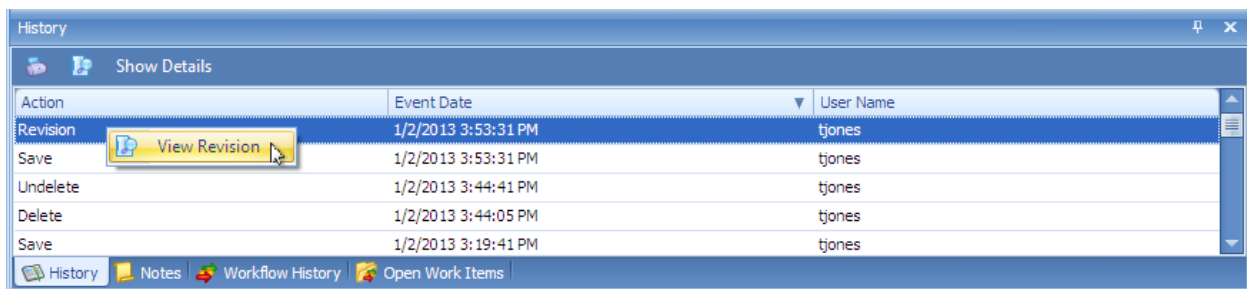 History
Show Details
Action Event Date User Name
Revision 1/2/2013 3:53:31 PM tjones
View Revision
Save 1/2/2013 3:53:31 PM tjones
Undelete 1/2/2013 3:44:41 PM tjones
Delete 1/2/2013 3:44:05 PM tjones
Save 1/2/2013 3:19:41 PM tjones
History Notes Workflow History Open Work Items